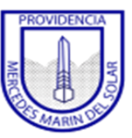 PROVIDENCIA
MERCEDES MARIN DEL SOLAR